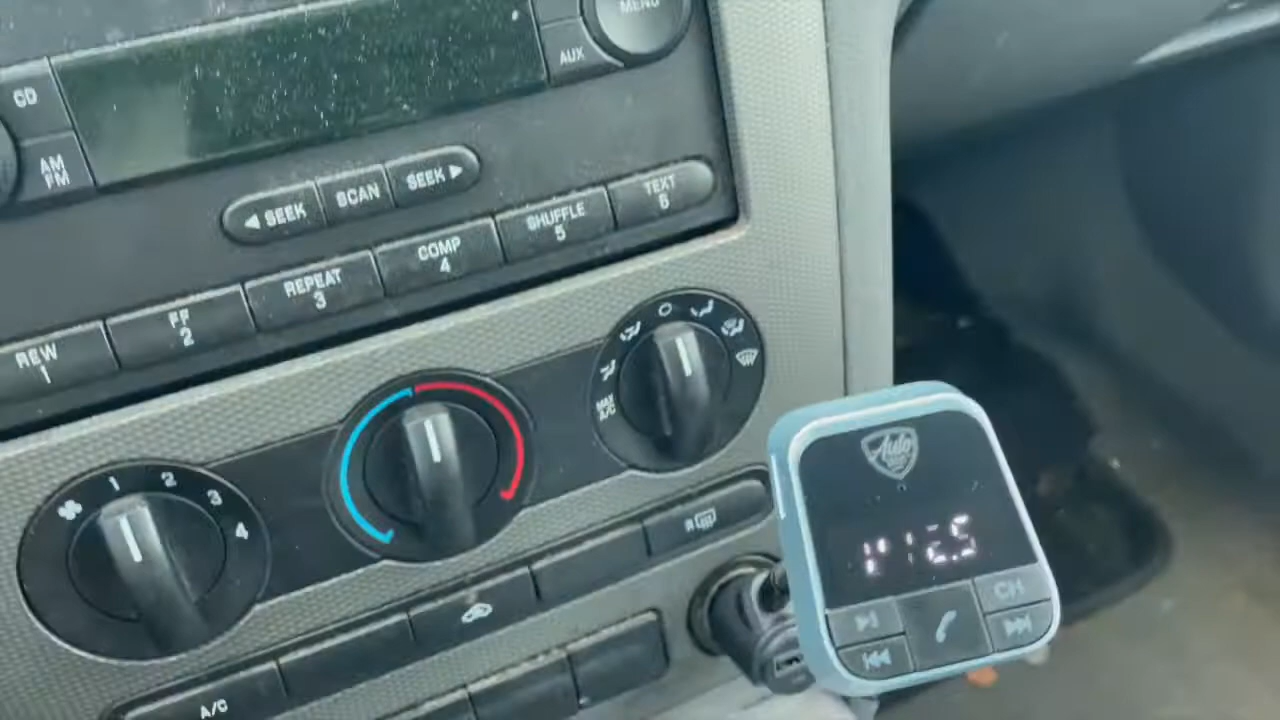 MENU
CD
AUX
AM
FM
SEEK
SCAN
SEEK
REW
1
FF
2
REPEAT
3
COMP
4
SHUFFLE
5
TEXT
6
1
2
3
4
MAX
A/C
R
A/C
Auto
CH